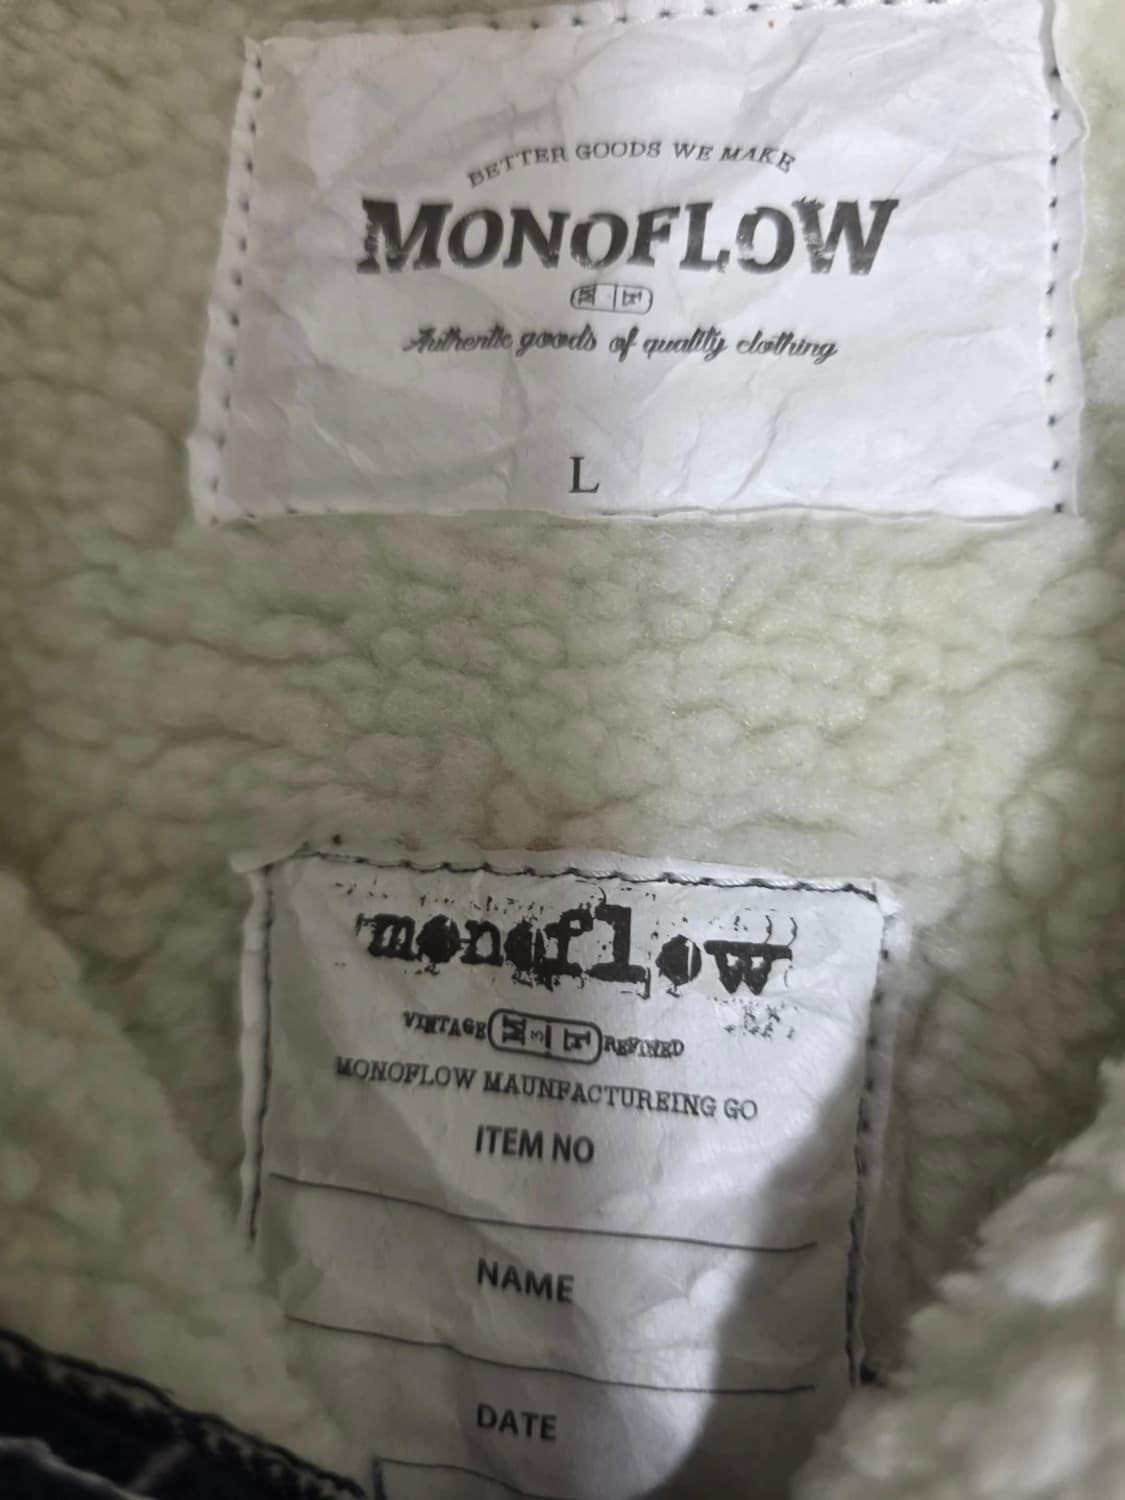 BETTER GOODS WE MAKE
MONOFLOW
M F
Authentic goods of quality clothing
L
monoflow
VINTAGE M 3 F REFINED
MONOFLOW MAUNFACTUREING GO
ITEM NO
NAME
DATE